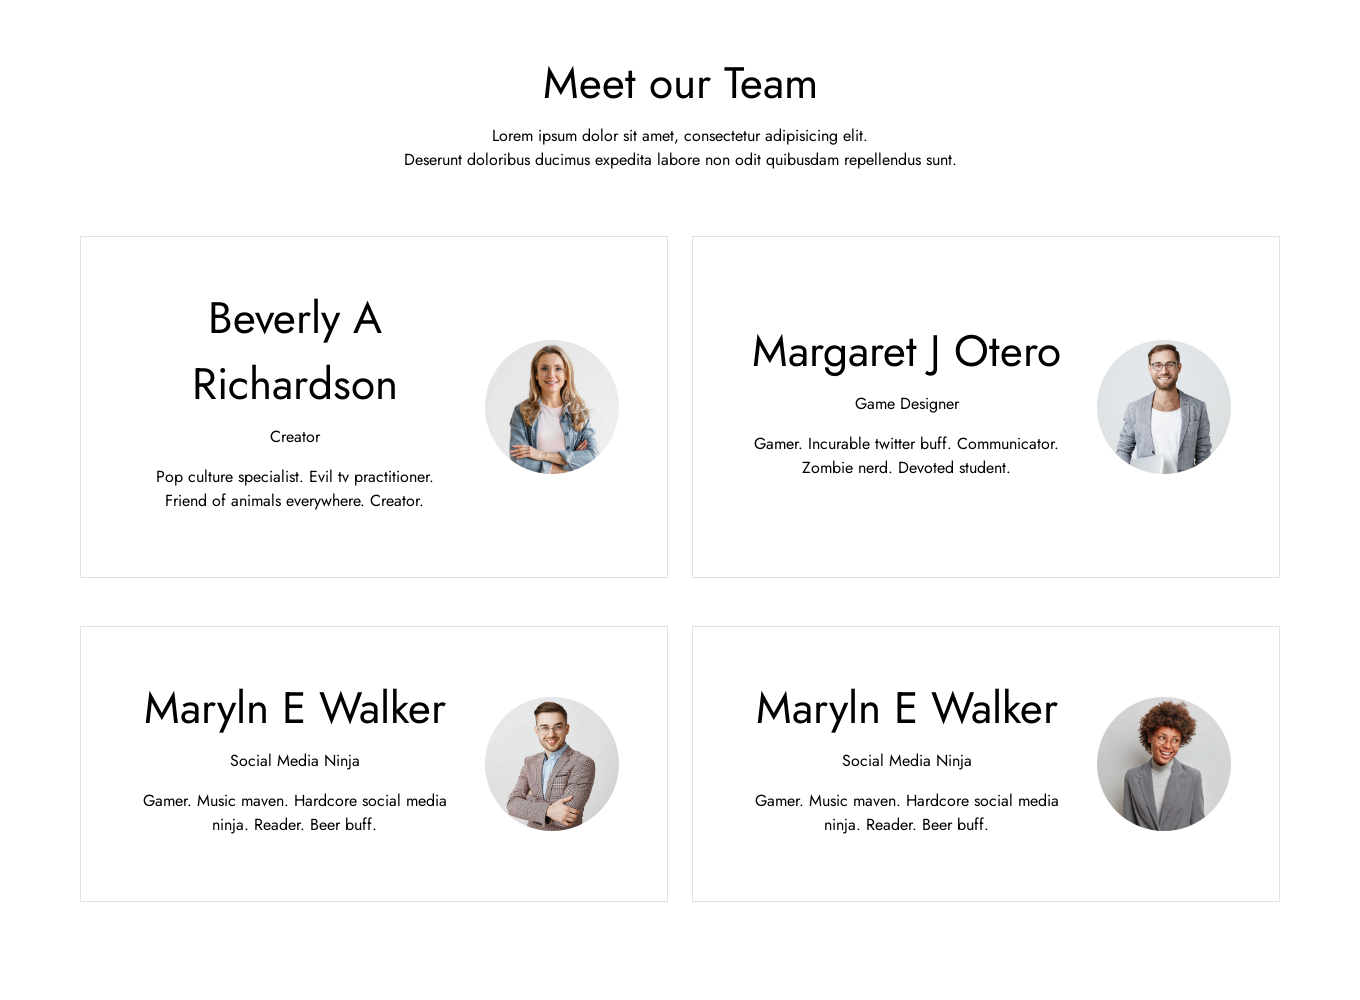 Meet our Team
Lorem ipsum dolor sit amet, consectetur adipisicing elit.
Deserunt doloribus ducimus expedita labore non odit quibusdam repellendus sunt.
Beverly A
Richardson
Creator
Pop culture specialist. Evil tv practitioner.
Friend of animals everywhere. Creator.
Margaret J Otero
Game Designer
Gamer. Incurable twitter buff. Communicator.
Zombie nerd. Devoted student.
Maryln E Walker
Social Media Ninja
Gamer. Music maven. Hardcore social media
ninja. Reader. Beer buff.
Maryln E Walker
Social Media Ninja
Gamer. Music maven. Hardcore social media
ninja. Reader. Beer buff.